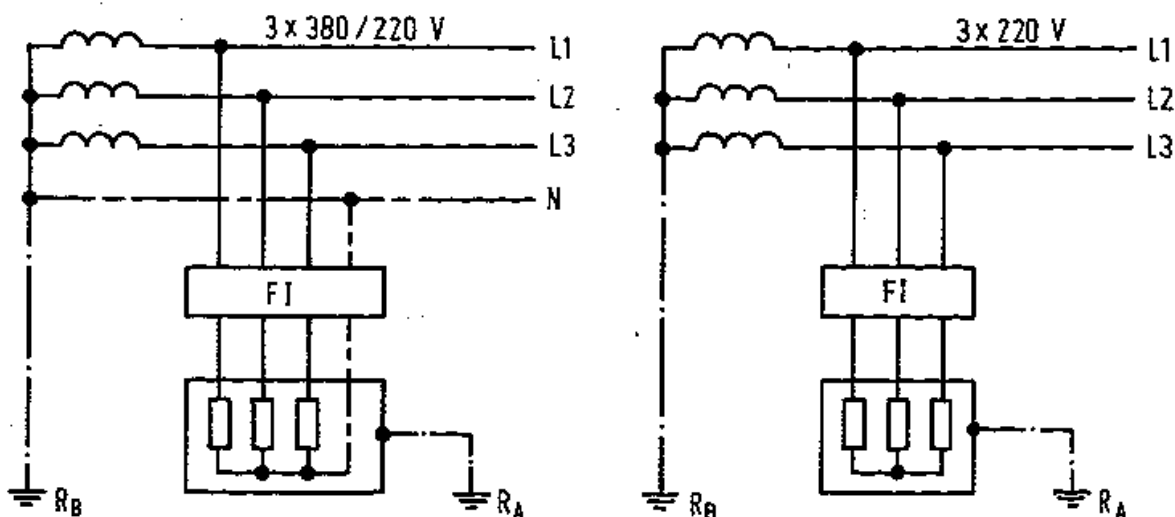 3 x 380 / 220 V
L1
L2
L3
N
FI
R_B
R_A
3 x 220 V
L1
L2
L3
FI
R_B
R_A